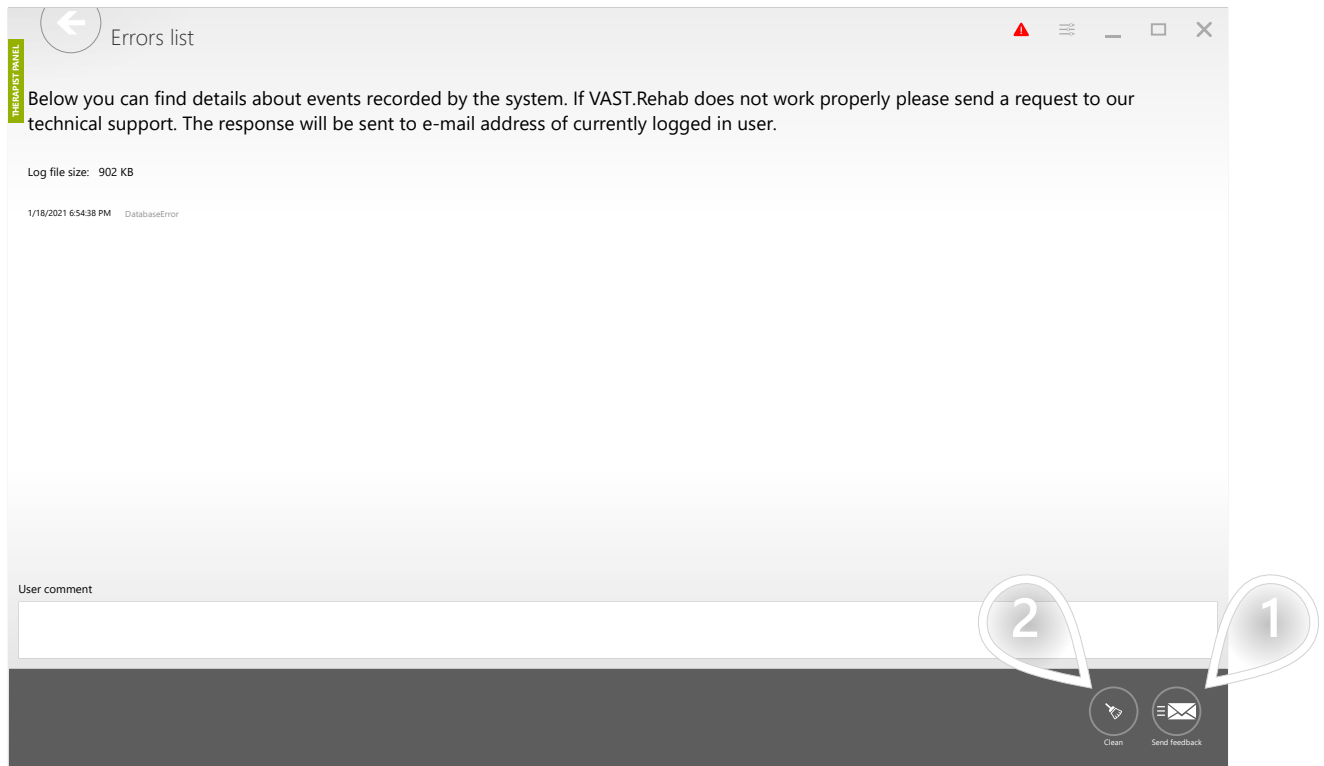 Errors list
THERAPIST PANEL
Below you can find details about events recorded by the system. If VAST.Rehab does not work properly please send a request to our
technical support. The response will be sent to e-mail address of currently logged in user.
Log file size: 902 KB
1/18/2021 6:54:38 PM DatabaseError
User comment
2
1
Clean
Send feedback